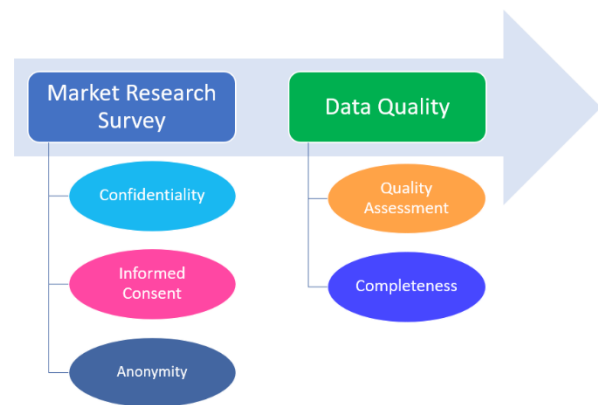 Market Research
Survey
Confidentiality
Informed
Consent
Anonymity
Data Quality
Quality
Assessment
Completeness